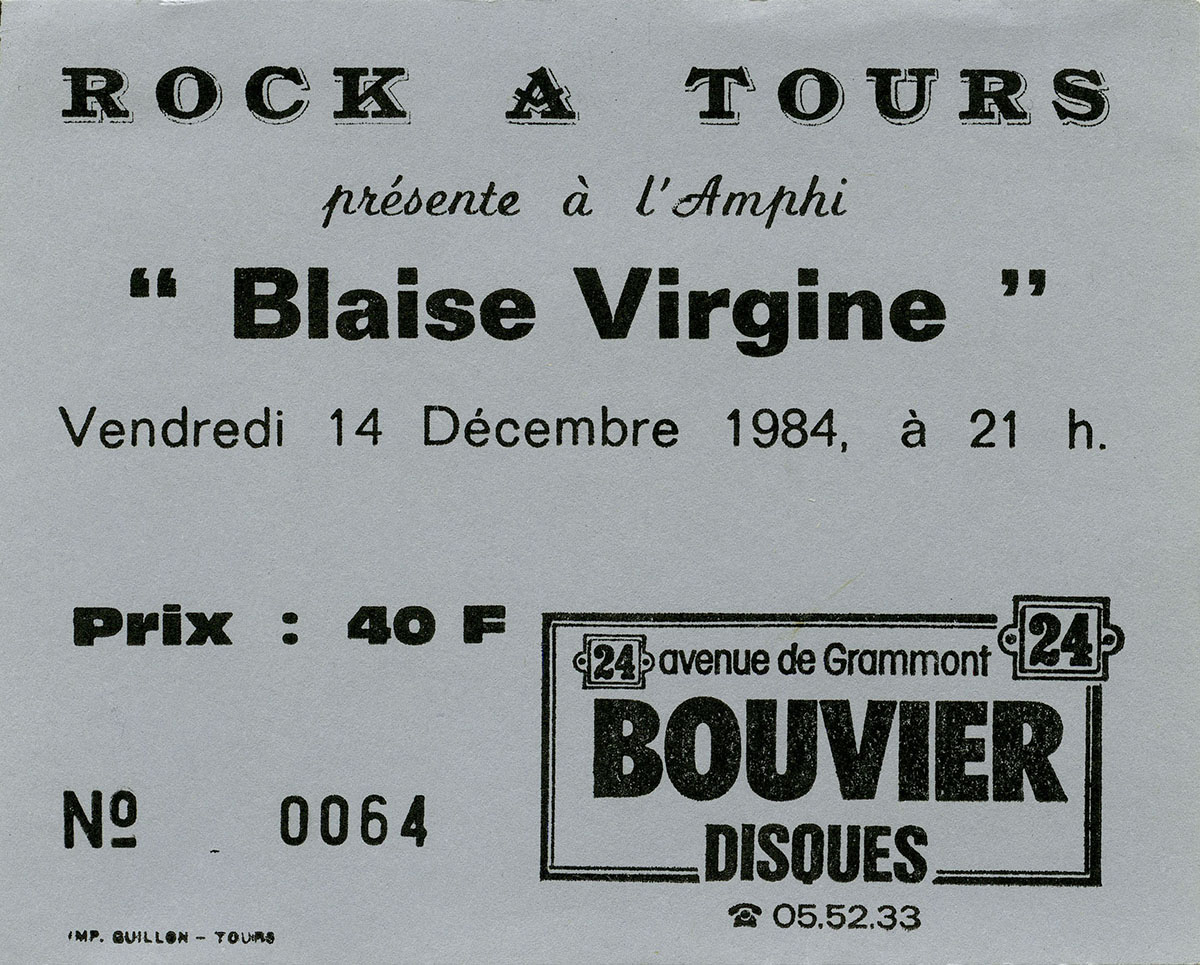 ROCK A TOURS
présente à l'Amphi
“ Blaise Virgine ”
Vendredi 14 Décembre 1984, à 21 h.
Prix : 40 F
24
24 avenue de Grammont
BOUVIER
DISQUES
☎ 05.52.33
Nº 0064
IMP. GUILLON - TOURS